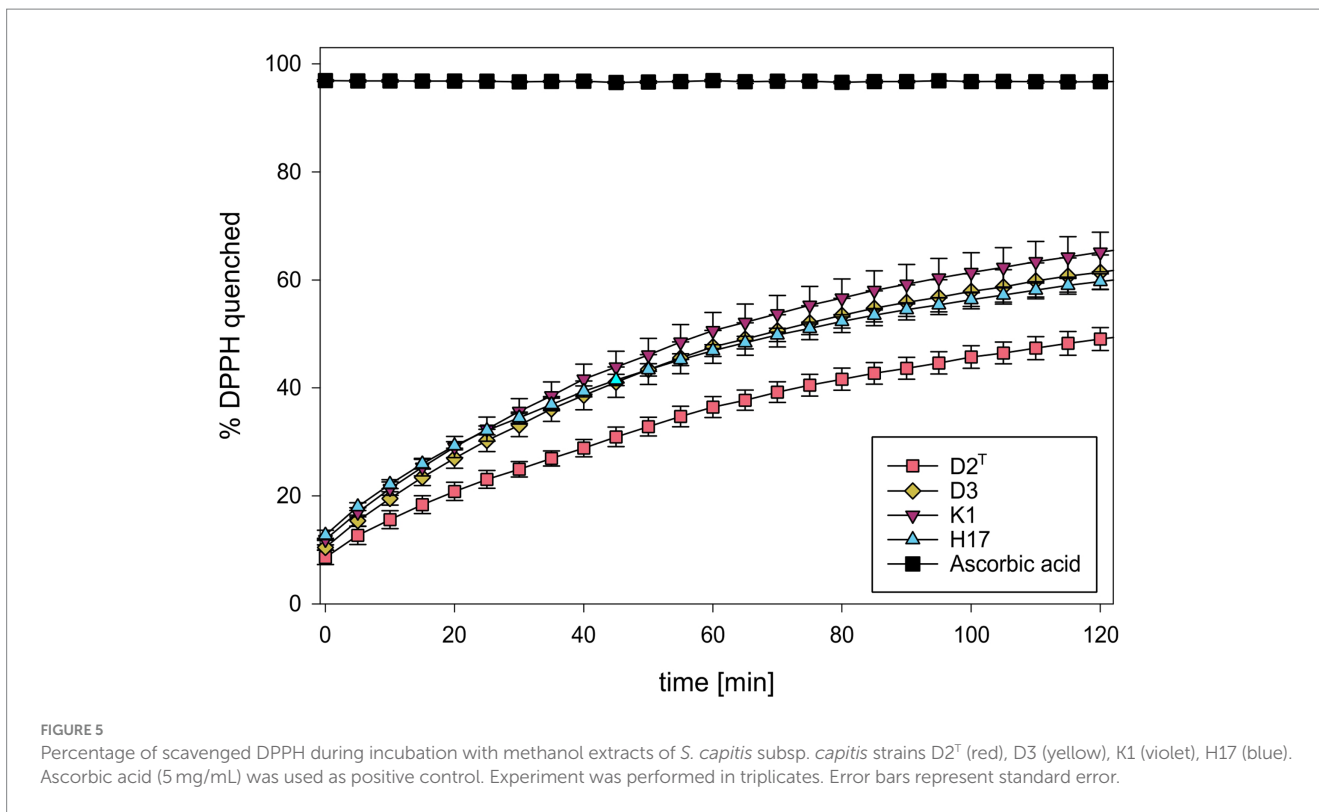 100
80
60
40
20
0
% DPPH quenched
0 20 40 60 80 100 120
time [min]
D2ᵀ
D3
K1
H17
Ascorbic acid
FIGURE 5
Percentage of scavenged DPPH during incubation with methanol extracts of S. capitis subsp. capitis strains D2ᵀ (red), D3 (yellow), K1 (violet), H17 (blue).
Ascorbic acid (5 mg/mL) was used as positive control. Experiment was performed in triplicates. Error bars represent standard error.